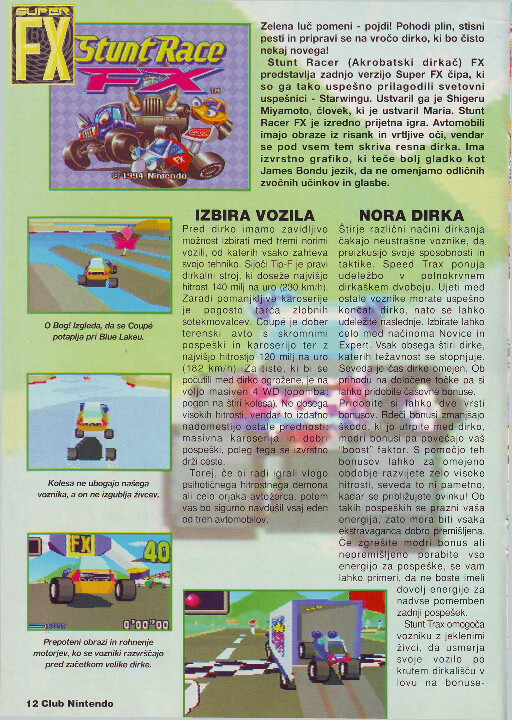 SUPER
FX
Stunt Race
FX
TM
© 1994 Nintendo
Zelena luč pomeni - pojdi! Pohodi plin, stisni
pesti in pripravi se na vročo dirko, ki bo čisto
nekaj novega!
Stunt Racer (Akrobatski dirkač) FX
predstavlja zadnjo verzijo Super FX čipa, ki
so ga tako uspešno prilagodili svetovni
uspešnici - Starwingu. Ustvaril ga je Shigeru
Miyamoto, človek, ki je ustvaril Maria. Stunt
Racer FX je izredno prijetna igra. Avtomobili
imajo obraze iz risank in vrtljive oči, vendar
se pod vsem tem skriva resna dirka. Ima
izvrstno grafiko, ki teče bolj gladko kot
James Bondu jezik, da ne omenjamo odličnih
zvočnih učinkov in glasbe.
O Bog! Izgleda, da se Coupé
potaplja pri Blue Lakeu.
Kolesa ne ubogajo našega
voznika, a on ne izgublja živcev.
FX
40
0'00"00
Prepoteni obrazi in rohnenje
motorjev, ko se vozniki razvrščajo
pred začetkom velike dirke.
IZBIRA VOZILA
Pred dirko imamo zavidljivo
možnost izbirati med tremi norimi
vozili, od katerih vsako zahteva
svojo tehniko. Sijoči Tip-F je pravi
dirkalni stroj, ki doseže najvišjo
hitrost 140 milj na uro (230 km/h).
Zaradi pomanjkljive karoserije
je pogosto tarča zlobnih
sotekmovalcev. Coupé je dober
terenski avto s skromnimi
pospeški in karoserijo ter z
najvišjo hitrostjo 120 milj na uro
(182 km/h). Za tiste, ki bi se
počutili med dirko ogrožene, je na
voljo masiven 4 WD (opomba:
pogon na štiri kolesa). Ne dosega
visokih hitrosti, vendar to izdatno
nadomestijo ostale prednosti:
masivna karoserija in dobri
pospeški, poleg tega se izvrstno
drži ceste.
Torej, če bi radi igrali vlogo
psihotičnega hitrostnega demona
ali celo orjaka avtožerca, potem
vas bo sigurno navdušil vsaj eden
od treh avtomobilov.
NORA DIRKA
Štirje različni načini dirkanja
čakajo neustrašne voznike, da
preizkusijo svoje sposobnosti in
taktike. Speed Trax ponuja
udeležbo v polnokrvnem
dirkaškem dvoboju. Ujeti med
ostale voznike morate uspešno
končati dirko, nato se lahko
udeležite naslednje. Izbirate lahko
celo med načinoma Novice in
Expert. Vsak obsega štiri dirke,
katerih težavnost se stopnjuje.
Seveda je čas dirke omejen. Ob
prihodu na določene točke pa si
lahko pridobite časovne bonuse.
Pridobite si lahko dve vrsti
bonusov. Rdeči bonusi zmanjšajo
škodo, ki jo utrpite med dirko,
modri bonusi pa povečajo vaš
"boost" faktor. S pomočjo teh
bonusov lahko za omejeno
obdobje razvijete zelo visoke
hitrosti, seveda to ni pametno,
kadar se približujete ovinku! Ob
takih pospeških se prazni vaša
energija, zato mora biti vsaka
ekstravaganca dobro premišljena.
Če zgrešite modri bonus ali
nepremišljeno porabite vso
energijo za pospeške, se vam
lahko primeri, da ne boste imeli
dovolj energije za
nadvse pomemben
zadnji pospešek.
Stunt Trax omogoča
vozniku z jeklenimi
živci, da usmerja
svoje vozilo po
krutem dirkališču v
lovu na bonuse-
12 Club Nintendo